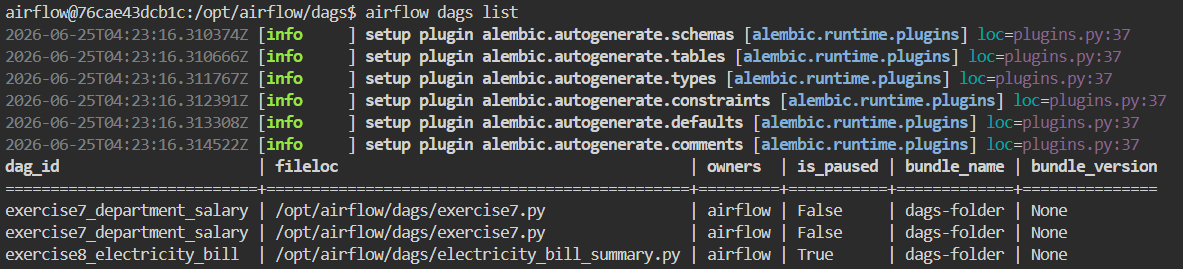 airflow@76cae43dcb1c:/opt/airflow/dags$ airflow dags list
2026-06-25T04:23:16.310374Z [info     ] setup plugin alembic.autogenerate.schemas [alembic.runtime.plugins] loc=plugins.py:37
2026-06-25T04:23:16.310666Z [info     ] setup plugin alembic.autogenerate.tables [alembic.runtime.plugins] loc=plugins.py:37
2026-06-25T04:23:16.311767Z [info     ] setup plugin alembic.autogenerate.types [alembic.runtime.plugins] loc=plugins.py:37
2026-06-25T04:23:16.312391Z [info     ] setup plugin alembic.autogenerate.constraints [alembic.runtime.plugins] loc=plugins.py:37
2026-06-25T04:23:16.313308Z [info     ] setup plugin alembic.autogenerate.defaults [alembic.runtime.plugins] loc=plugins.py:37
2026-06-25T04:23:16.314522Z [info     ] setup plugin alembic.autogenerate.comments [alembic.runtime.plugins] loc=plugins.py:37
dag_id                     | fileloc                                       | owners  | is_paused | bundle_name | bundle_version
===========================+===============================================+=========+===========+=============+===============
exercise7_department_salary | /opt/airflow/dags/exercise7.py                | airflow | False     | dags-folder | None
exercise7_department_salary | /opt/airflow/dags/exercise7.py                | airflow | False     | dags-folder | None
exercise8_electricity_bill  | /opt/airflow/dags/electricity_bill_summary.py | airflow | True      | dags-folder | None